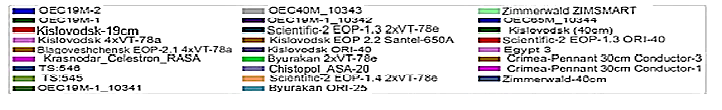 OEC19M-2
OEC19M-1
Kislovodsk-19cm
Kislovodsk 4xVT-78a
Blagoveshchensk EOP-2.1 4xVT-78a
Krasnodar_Celestron_RASA
TS:546
TS:545
OEC19M-1_10341
OEC40M_10343
OEC19M-1_10342
Scientific-2 EOP-1.3 2xVT-78e
Kislovodsk EOP 2.2 Santel-650A
Kislovodsk ORI-40
Byurakan 2xVT-78e
Chistopol_ASA-20
Scientific-2 EOP-1.4 2xVT-78e
Byurakan ORI-25
Zimmerwald ZIMSMART
OEC65M_10344
Kislovodsk (40cm)
Scientific-2 EOP-1.3 ORI-40
Egypt 3
Crimea-Pennant 30cm Conductor-3
Crimea-Pennant 30cm Conductor-1
Zimmerwald-40cm